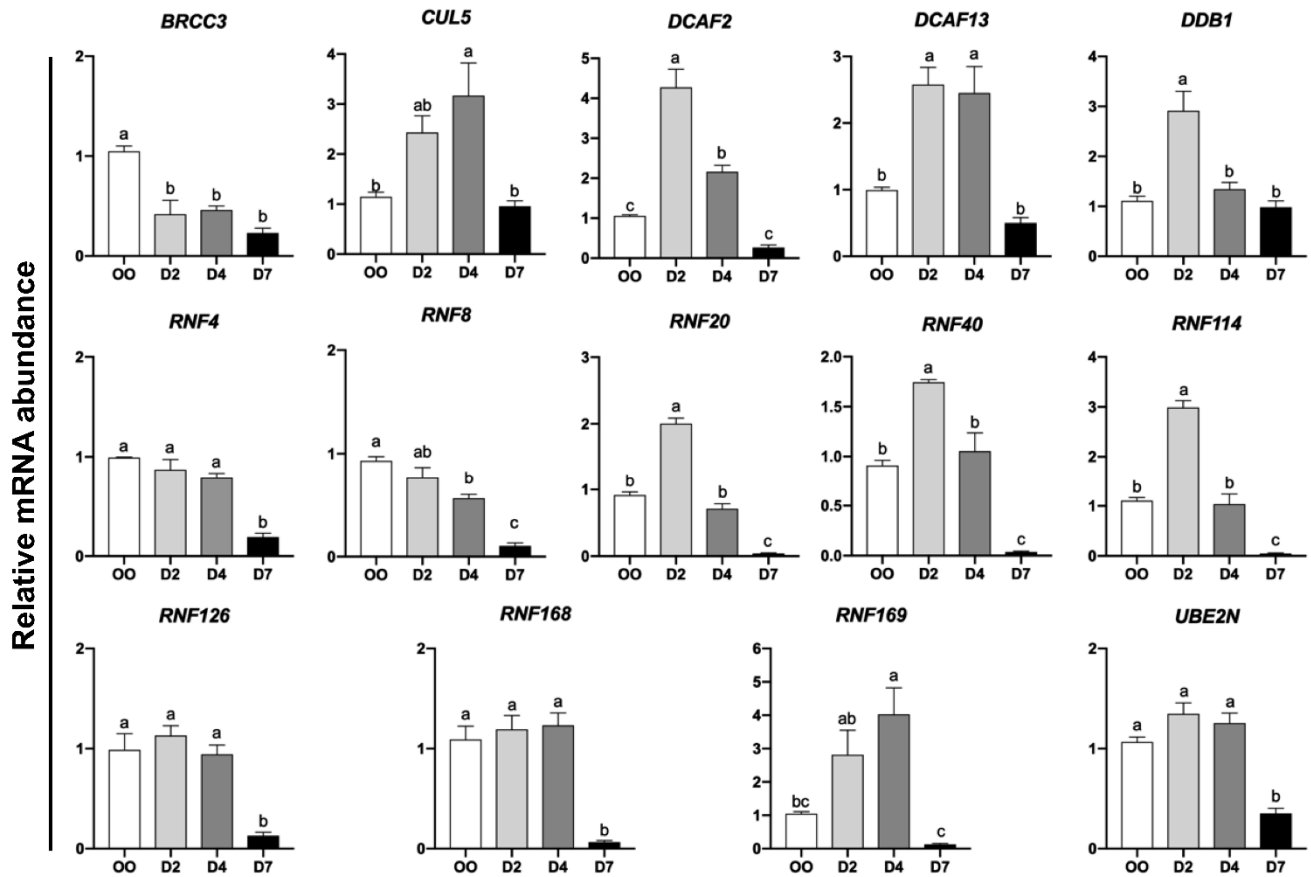 Relative mRNA abundance
BRCC3
2
1
0
a
b
b
b
OO D2 D4 D7
CUL5
4
3
2
1
0
b
ab
a
b
OO D2 D4 D7
DCAF2
5
4
3
2
1
0
c
a
b
c
OO D2 D4 D7
DCAF13
3
2
1
0
b
a
a
b
OO D2 D4 D7
DDB1
4
3
2
1
0
b
a
b
b
OO D2 D4 D7
RNF4
2
1
0
a
a
a
b
OO D2 D4 D7
RNF8
2
1
0
a
ab
b
c
OO D2 D4 D7
RNF20
3
2
1
0
b
a
b
c
OO D2 D4 D7
RNF40
2.0
1.5
1.0
0.5
0.0
b
a
b
c
OO D2 D4 D7
RNF114
4
3
2
1
0
b
a
b
c
OO D2 D4 D7
RNF126
2
1
0
a
a
a
b
OO D2 D4 D7
RNF168
2
1
0
a
a
a
b
OO D2 D4 D7
RNF169
6
5
4
3
2
1
0
bc
ab
a
c
OO D2 D4 D7
UBE2N
2
1
0
a
a
a
b
OO D2 D4 D7